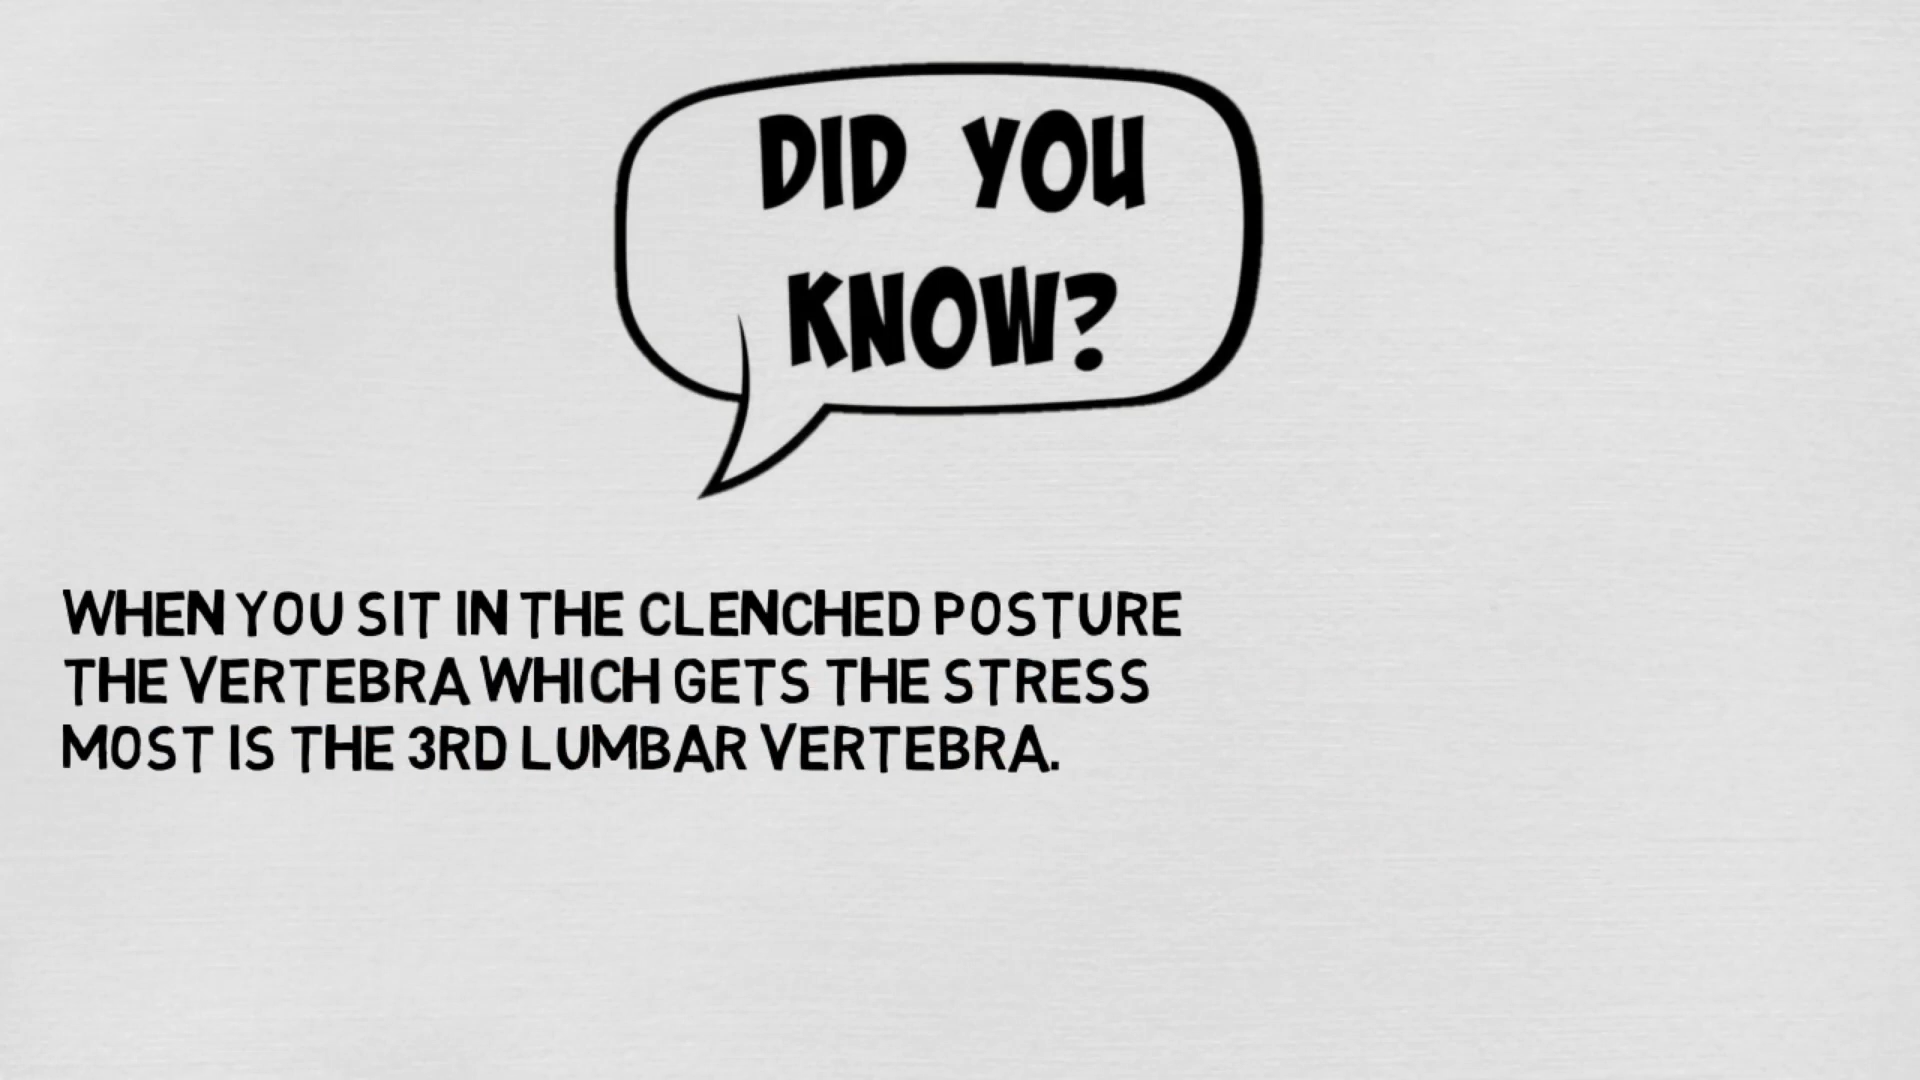 DID YOU
KNOW?
WHEN YOU SIT IN THE CLENCHED POSTURE
THE VERTEBRA WHICH GETS THE STRESS
MOST IS THE 3RD LUMBAR VERTEBRA.